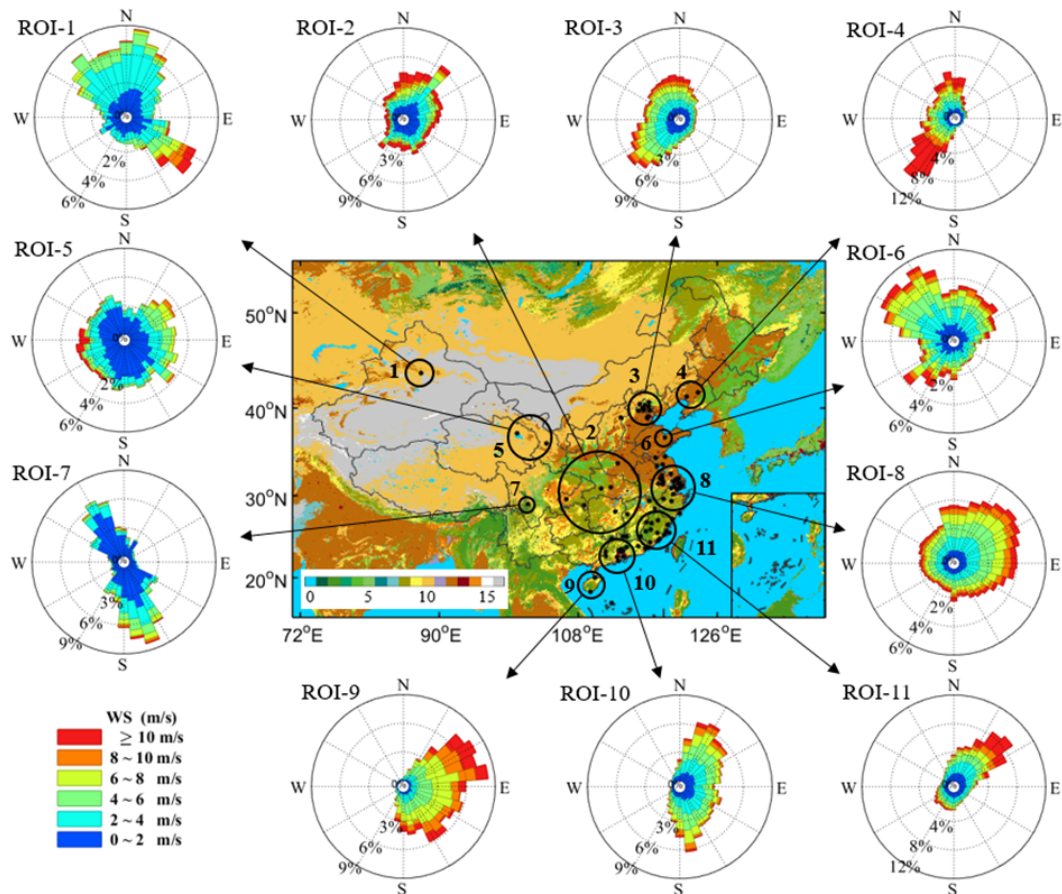 ROI-1
N
W
E
S
2%
4%
6%
ROI-2
N
W
E
S
3%
6%
9%
ROI-3
N
W
E
S
3%
6%
9%
ROI-4
N
W
E
S
4%
8%
12%
ROI-5
N
W
E
S
2%
4%
6%
ROI-6
N
W
E
S
2%
4%
6%
ROI-7
N
W
E
S
3%
6%
9%
ROI-8
N
W
E
S
2%
4%
6%
50°N
40°N
30°N
20°N
72°E
90°E
108°E
126°E
1
2
3
4
5
6
7
8
9
10
11
0
5
10
15
WS (m/s)
≥ 10 m/s
8 ~ 10 m/s
6 ~ 8 m/s
4 ~ 6 m/s
2 ~ 4 m/s
0 ~ 2 m/s
ROI-9
N
W
E
S
3%
6%
9%
ROI-10
N
W
E
S
3%
6%
9%
ROI-11
N
W
E
S
4%
8%
12%